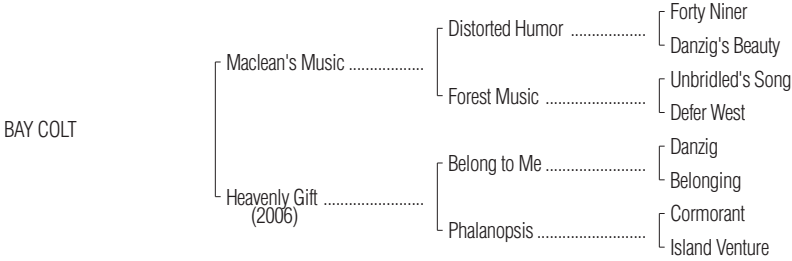 Forty Niner
Distorted Humor ..................
Danzig's Beauty
Maclean's Music ..................
Unbridled's Song
Forest Music ........................
Defer West
BAY COLT
Danzig
Belong to Me ........................
Belonging
Heavenly Gift ........................
(2006)
Cormorant
Phalanopsis ..........................
Island Venture